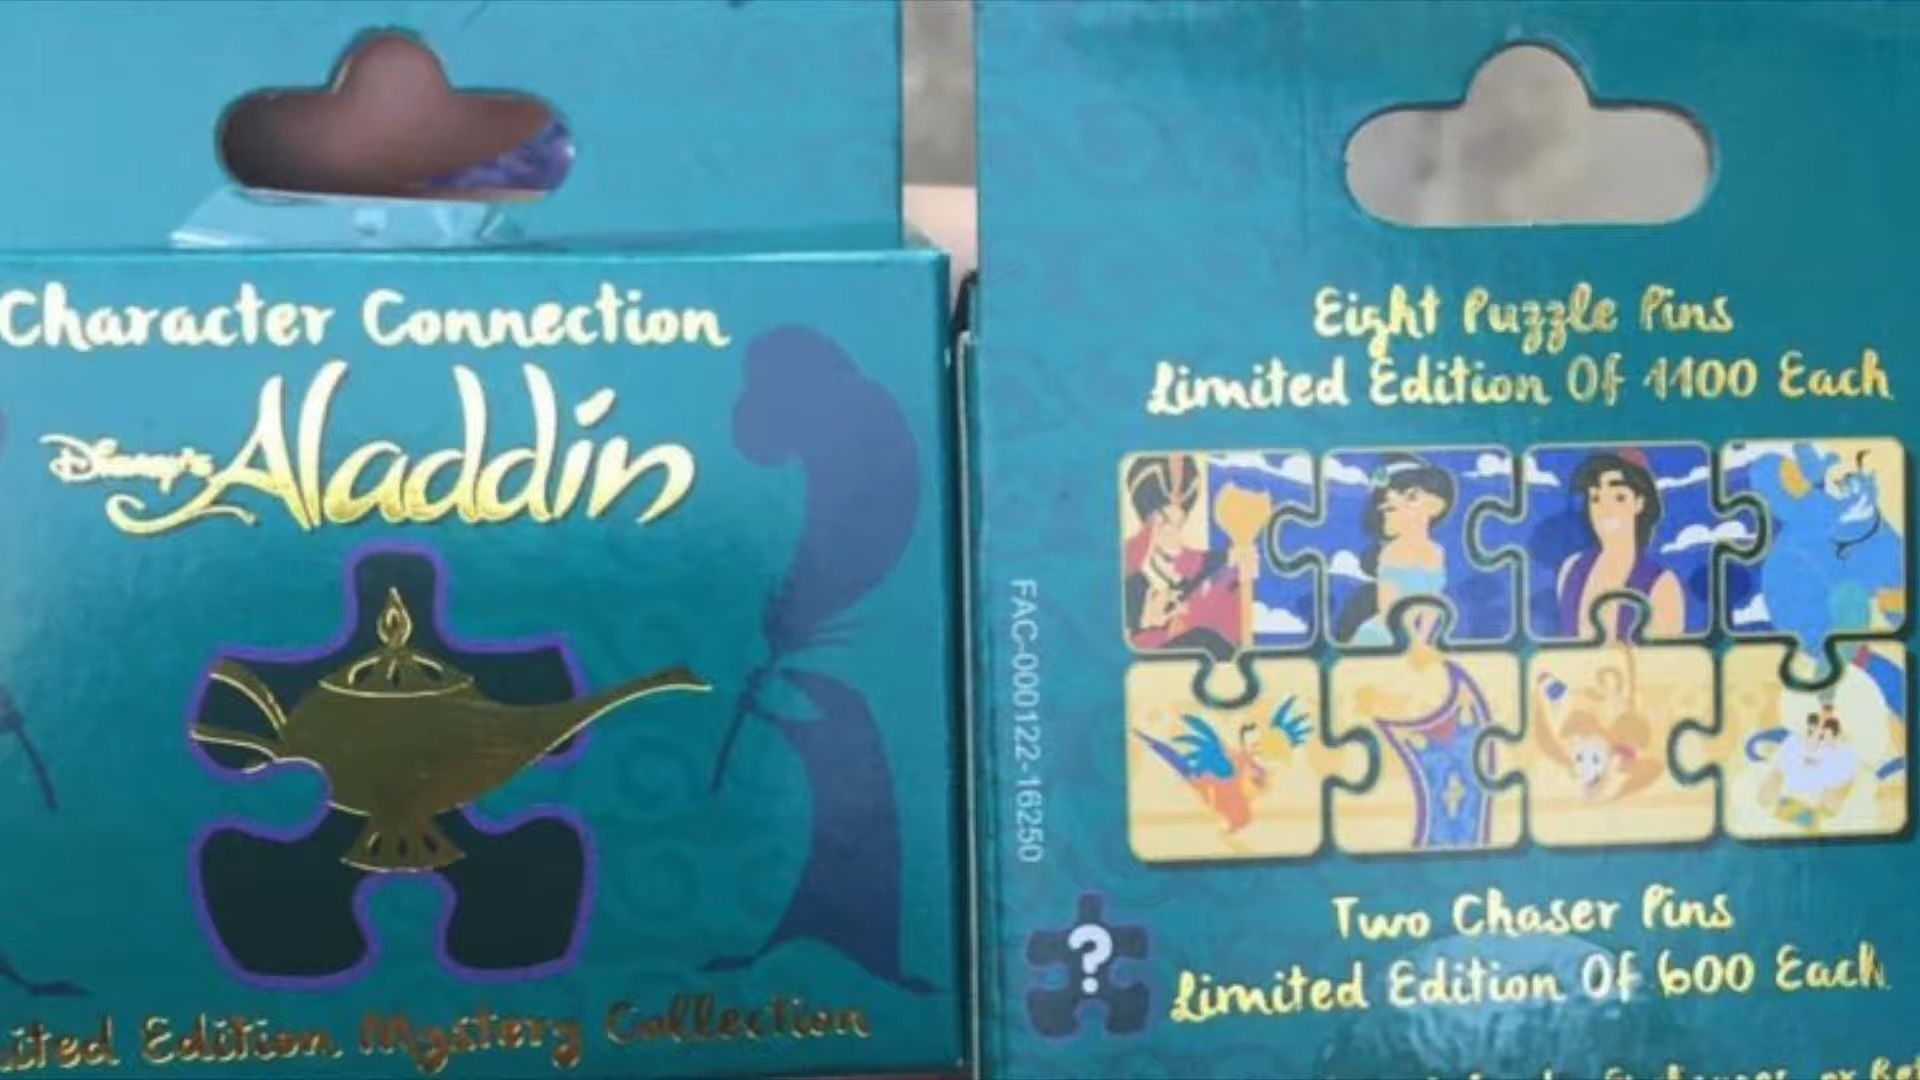 Character Connection
Disney's Aladdin
ited Edition Mystery Collection
Eight Puzzle Pins
Limited Edition Of 1100 Each
FAC-000122-16250
Two Chaser Pins
?
Limited Edition Of 600 Each